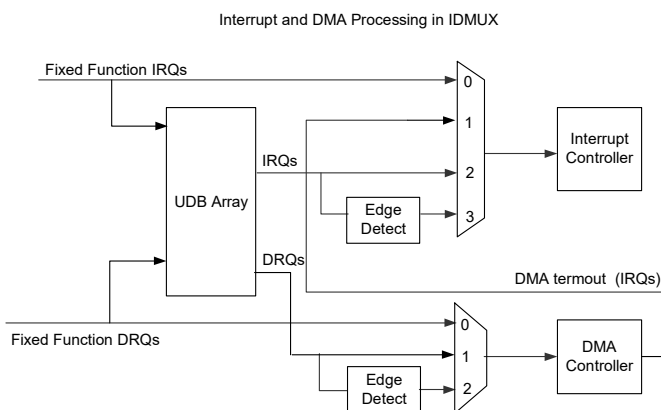 Interrupt and DMA Processing in IDMUX
Fixed Function IRQs
0
1
IRQs
2
3
UDB Array
Edge
Detect
Interrupt
Controller
DRQs
DMA termout (IRQs)
Fixed Function DRQs
0
1
2
Edge
Detect
DMA
Controller